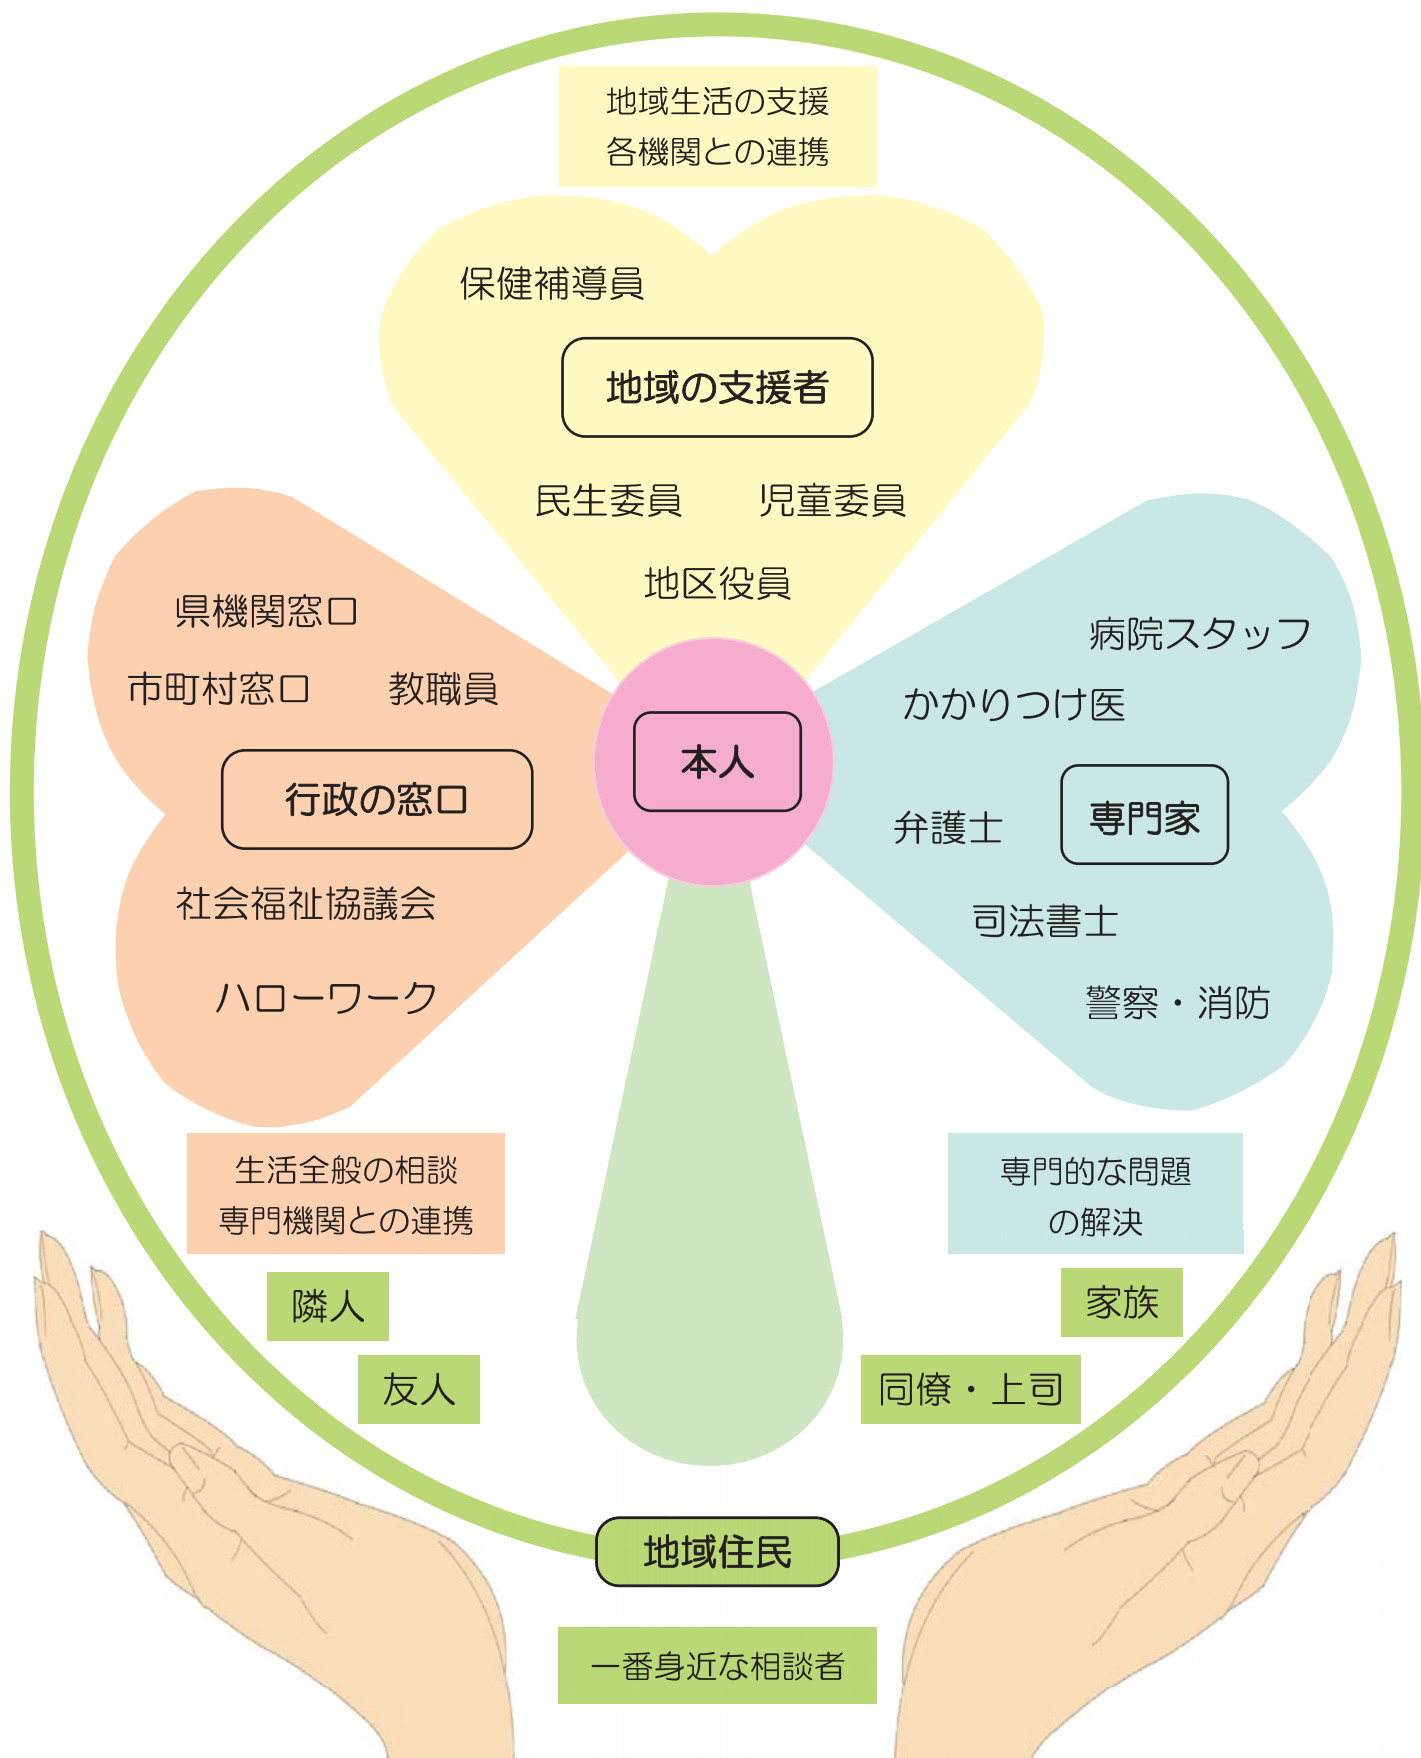 地域生活の支援
各機関との連携
保健補導員
地域の支援者
民生委員
児童委員
地区役員
県機関窓口
市町村窓口
教職員
行政の窓口
社会福祉協議会
ハローワーク
本人
病院スタッフ
かかりつけ医
弁護士
専門家
司法書士
警察・消防
生活全般の相談
専門機関との連携
専門的な問題
の解決
隣人
友人
家族
同僚・上司
地域住民
一番身近な相談者